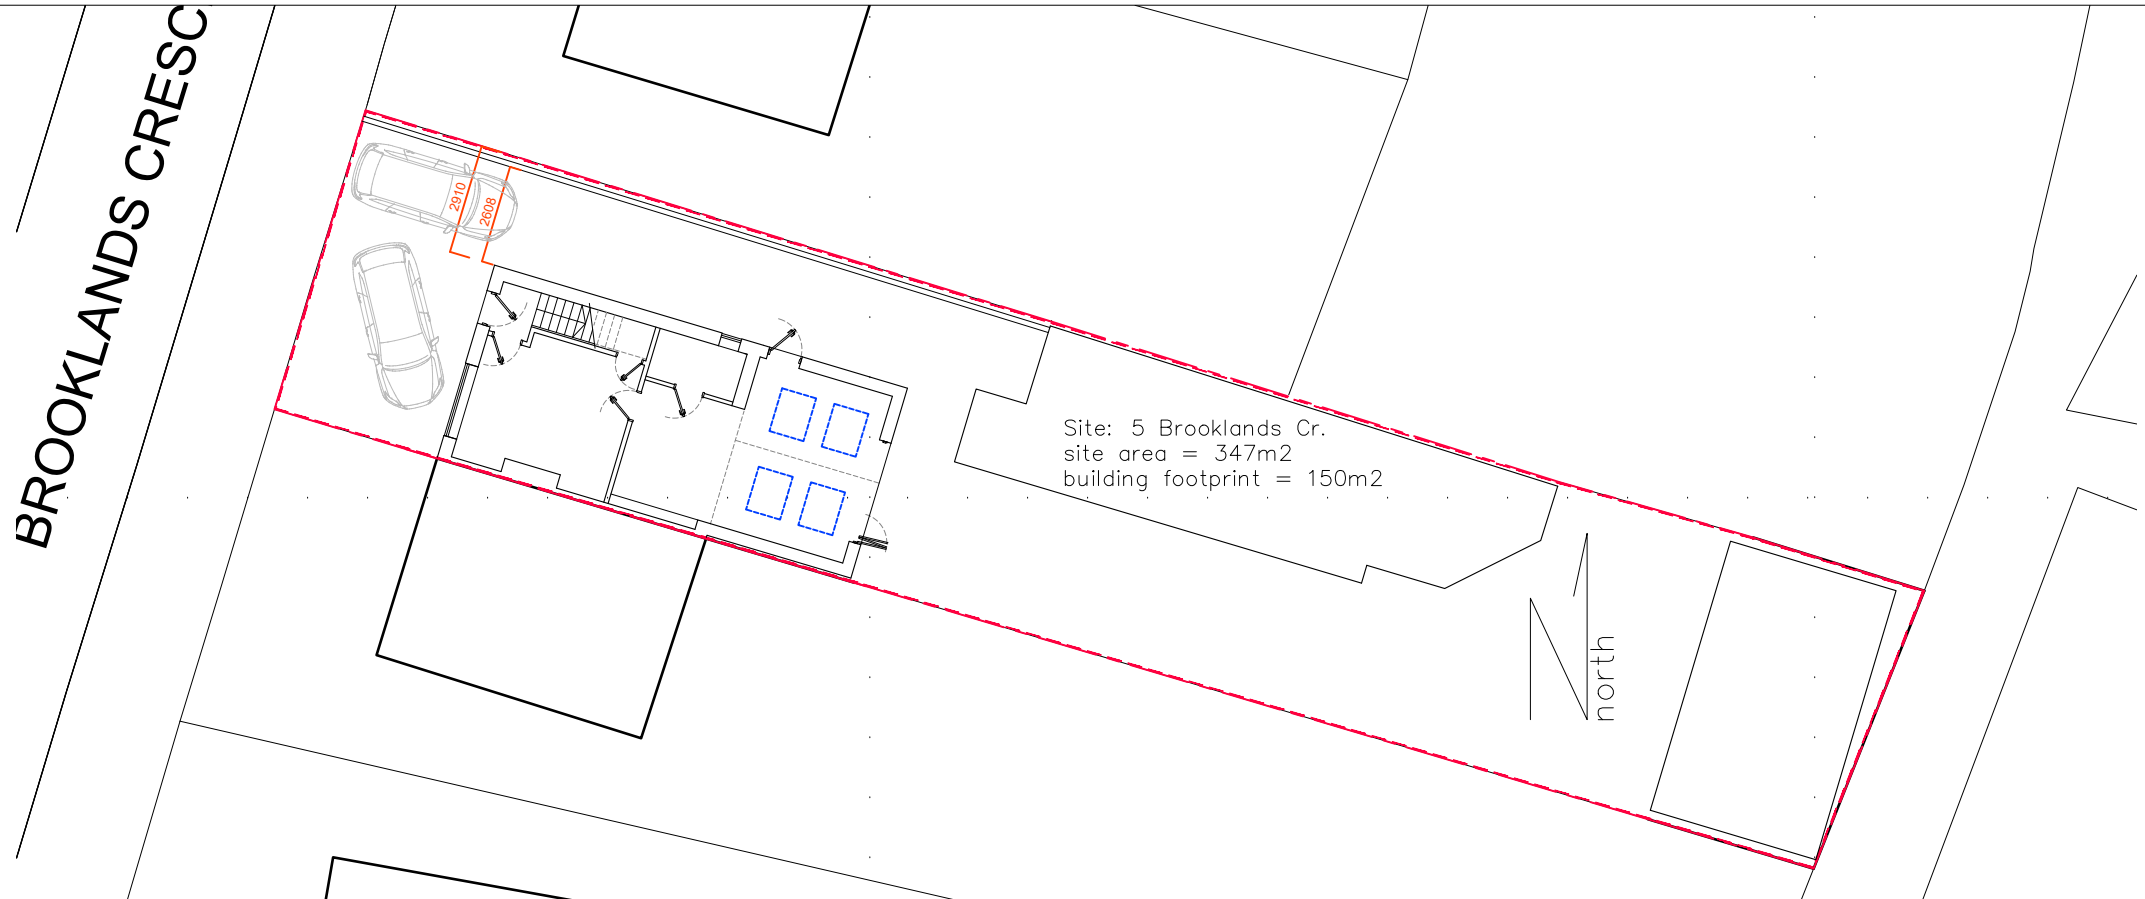 BROOKLANDS CRESC
2910
2608
Site: 5 Brooklands Cr.
site area = 347m2
building footprint = 150m2
north